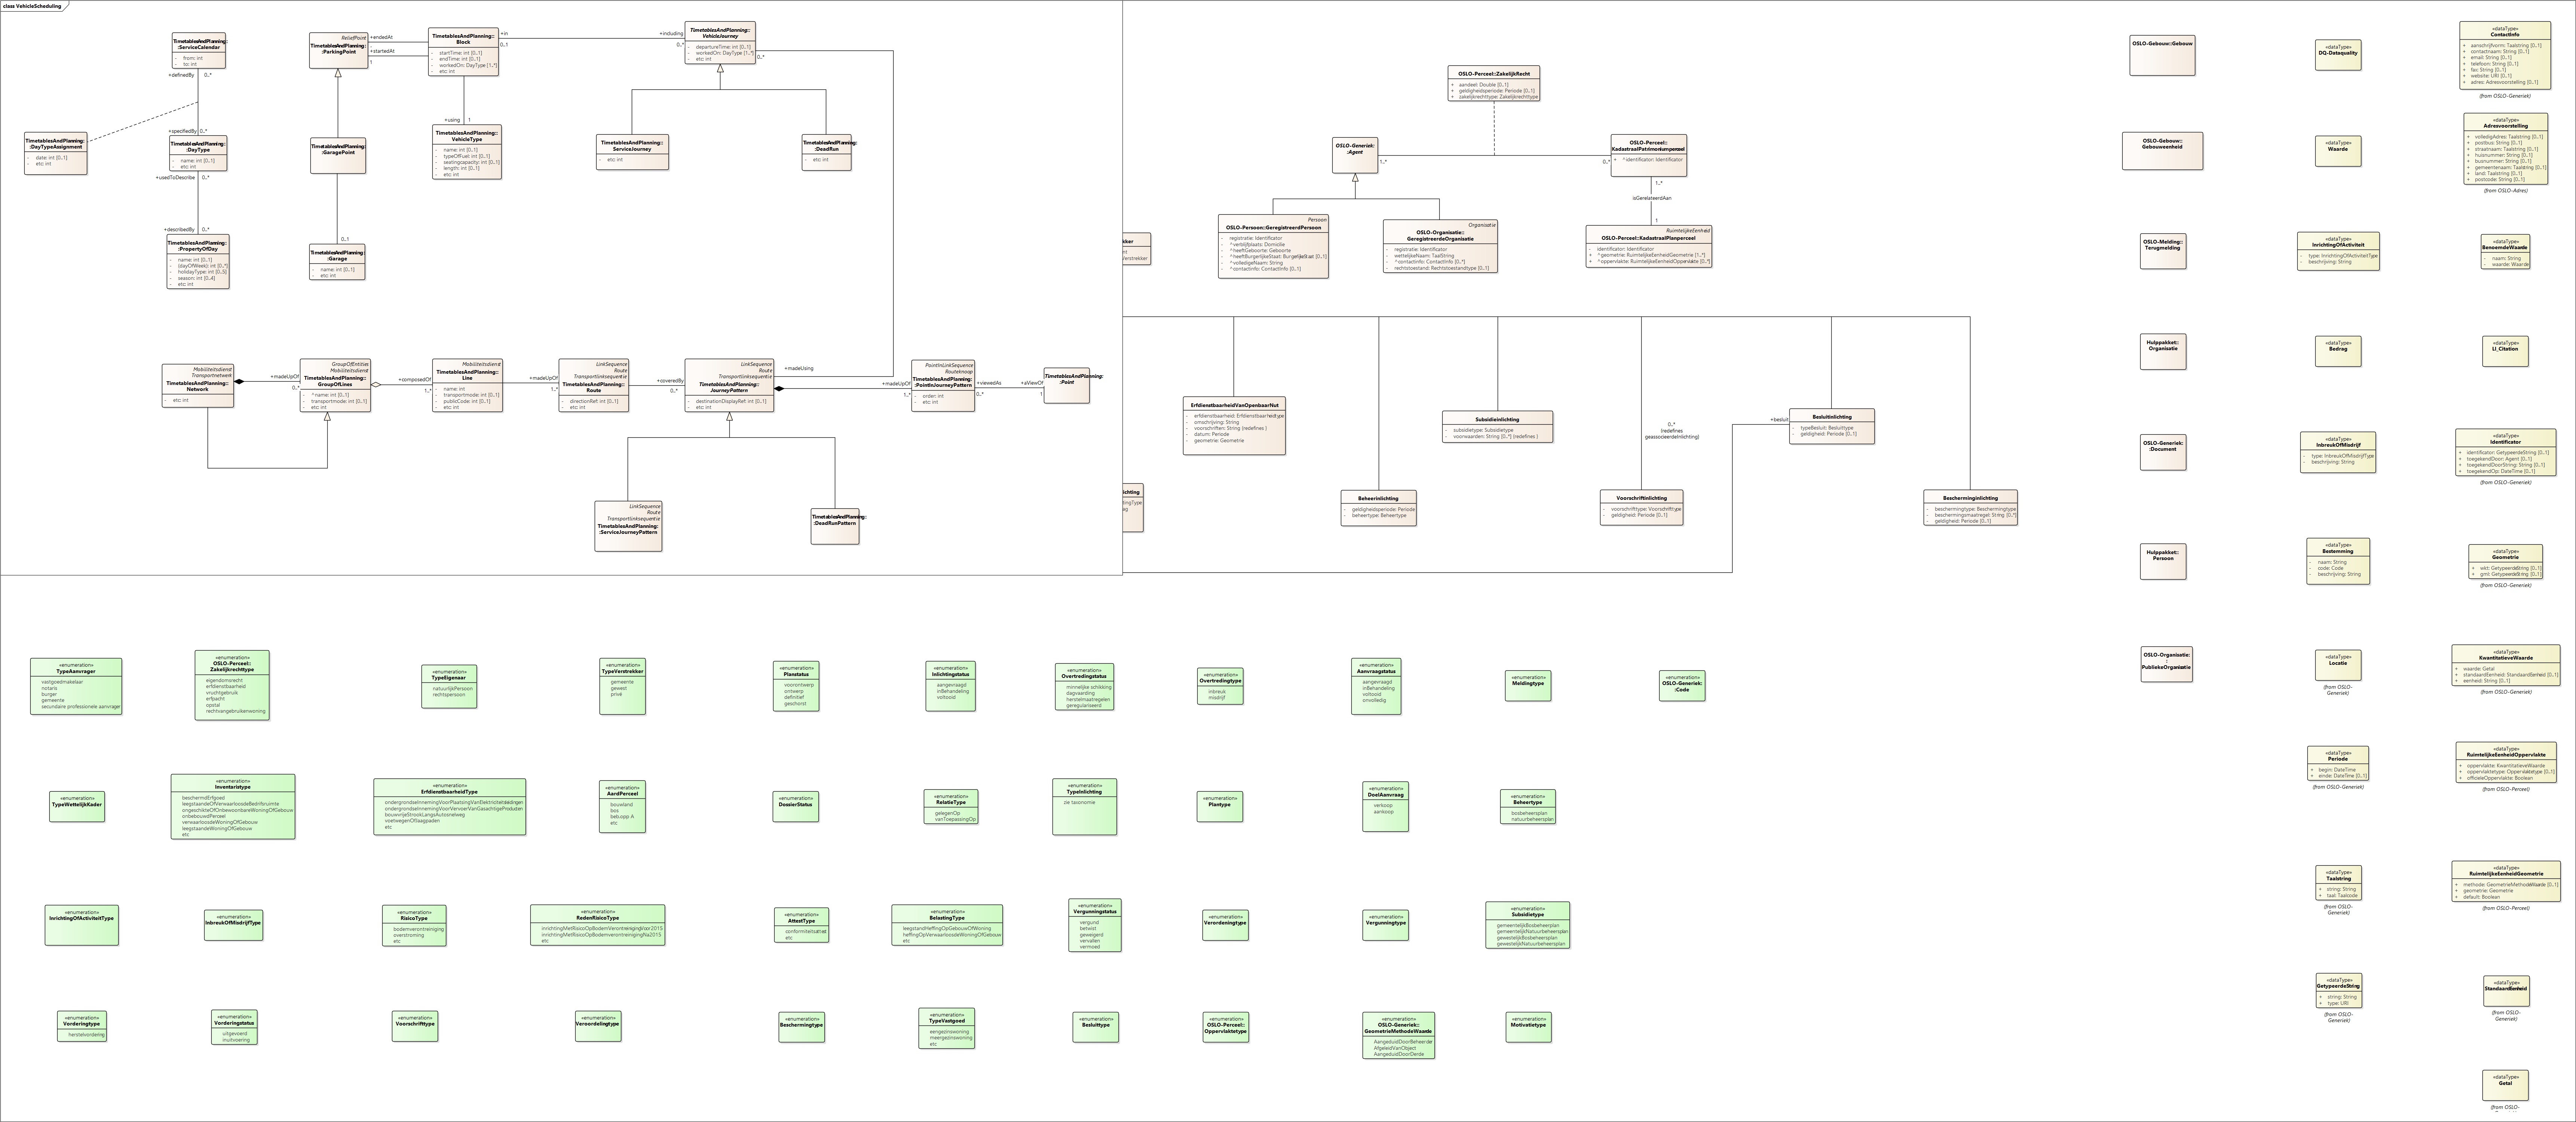 class VehicleScheduling
TimetablesAndPlanning:
:ServiceCalendar
- from: int
- to: int
+definedBy
0..*
+specifiedBy 0..*
TimetablesAndPlanning:
:DayTypeAssignment
- date: int [0..1]
- etc: int
TimetablesAndPlanning:
:DayType
- name: int [0..1]
- etc: int
+usedToDescribe
0..*
+describedBy
0..*
TimetablesAndPlanning:
:PropertyOfDay
- name: int [0..1]
- (dayOfWeek): int [0..*]
- holidayType: int [0..5]
- season: int [0..4]
- etc: int
ReliefPoint
TimetablesAndPlanning:
:ParkingPoint
+endedAt
+startedAt
1
TimetablesAndPlanning:
:GaragePoint
0..1
TimetablesAndPlanning:
:Garage
- name: int [0..1]
- etc: int
TimetablesAndPlanning::
Block
- startTime: int [0..1]
- endTime: int [0..1]
- workedOn: DayType [1..*]
- etc: int
+in
0..1
+including
0..*
+using
1
TimetablesAndPlanning::
VehicleType
- name: int [0..1]
- typeOfFuel: int [0..1]
- seatingcapacity: int [0..1]
- length: int [0..1]
- etc: int
TimetablesAndPlanning::
VehicleJourney
- departureTime: int [0..1]
- workedOn: DayType [1..*]
- etc: int
0..*
TimetablesAndPlanning::
ServiceJourney
- etc: int
TimetablesAndPlanning:
:DeadRun
- etc: int
Mobiliteitsdienst
Transportnetwerk
TimetablesAndPlanning::
Network
- etc: int
+madeUpOf
0..*
GroupOfEntities
Mobiliteitsdienst
TimetablesAndPlanning::
GroupOfLines
- ^ name: int [0..1]
- transportmode: int [0..1]
- etc: int
+composedOf
1..*
Mobiliteitsdienst
TimetablesAndPlanning::
Line
- name: int
- transportmode: int [0..1]
- publicCode: int [0..1]
- etc: int
+madeUpOf
1..*
LinkSequence
Route
Transportlinksequentie
TimetablesAndPlanning::
Route
- directionRef: int [0..1]
- etc: int
+coveredBy
0..*
LinkSequence
Route
Transportlinksequentie
TimetablesAndPlanning::
JourneyPattern
- destinationDisplayRef: int [0..1]
- etc: int
+madeUsing
+madeUpOf
1..*
PointInLinkSequence
Routeknoop
TimetablesAndPlanning:
:PointInJourneyPattern
- order: int
- etc: int
+viewedAs
0..*
+aViewOf
1
TimetablesAndPlanning:
:Point
LinkSequence
Route
Transportlinksequentie
TimetablesAndPlanning:
:ServiceJourneyPattern
TimetablesAndPlanning:
:DeadRunPattern
OSLO-Perceel::ZakelijkRecht
+ aandeel: Double [0..1]
+ geldigheidsperiode: Periode [0..1]
+ zakelijkrechttype: Zakelijkrechttype
OSLO-Generiek:
:Agent
1..*
0..*
OSLO-Perceel::
KadastraalPatrimoniumperceel
+ ^identificator: Identificator
1..*
isGerelateerdAan
1
Persoon
OSLO-Persoon::GeregistreerdPersoon
- registratie: Identificator
- ^verblijfplaats: Domicilie
- ^heeftGeboorte: Geboorte
- ^heeftBurgerlijkeStaat: BurgerlijkeStaat [0..1]
- ^volledigeNaam: String
- ^contactinfo: ContactInfo [0..1]
Organisatie
OSLO-Organisatie::
GeregistreerdeOrganisatie
- registratie: Identificator
- wettelijkeNaam: TaalString
- ^contactinfo: ContactInfo [0..*]
- rechtstoestand: Rechtstoestandtype [0..1]
RuimtelijkeEenheid
OSLO-Perceel::KadastraalPlanperceel
- identificator: Identificator
+ ^geometrie: RuimtelijkeEenheidGeometrie [1..*]
+ ^oppervlakte: RuimtelijkeEenheidOppervlakte [0..*]
kker
nt
Verstrekker
ErfdienstbaarheidVanOpenbaarNut
- erfdienstbaarheid: Erfdienstbaarheidtype
- omschrijving: String
- voorschriften: String {redefines }
- datum: Periode
- geometrie: Geometrie
Subsidieinlichting
- subsidietype: Subsidietype
- voorwaarden: String [0..*] {redefines }
0..*
{redefines
geassocieerdeInlichting}
+besluit
Besluitinlichting
- typeBesluit: Besluittype
- geldigheid: Periode [0..1]
ichting
tingType
ag
Beheerinlichting
- geldigheidsperiode: Periode
- beheertype: Beheertype
Voorschriftinlichting
- voorschrifttype: Voorschrifttype
- geldigheid: Periode [0..1]
Bescherminginlichting
- beschermingtype: Beschermingtype
- beschermingsmaatregel: String [0..*]
- geldigheid: Periode [0..1]
OSLO-Gebouw::Gebouw
OSLO-Gebouw::
Gebouweenheid
OSLO-Melding::
Terugmelding
Hulppakket::
Organisatie
OSLO-Generiek:
:Document
Hulppakket::
Persoon
OSLO-Organisatie:
:
PubliekeOrganisatie
«dataType»
DQ-Dataquality
«dataType»
Waarde
«dataType»
InrichtingOfActiviteit
- type: InrichtingOfActiviteitType
- beschrijving: String
«dataType»
Bedrag
«dataType»
InbreukOfMisdrijf
- type: InbreukOfMisdrijfType
- beschrijving: String
«dataType»
Bestemming
- naam: String
- code: Code
- beschrijving: String
«dataType»
Locatie
(from OSLO-
Generiek)
«dataType»
Periode
+ begin: DateTime
+ einde: DateTime [0..1]
(from OSLO-Generiek)
«dataType»
Taalstring
+ string: String
+ taal: Taalcode
(from OSLO-
Generiek)
«dataType»
GetypeerdeString
+ string: String
+ type: URI
(from OSLO-
Generiek)
«dataType»
ContactInfo
+ aanschrijfvorm: Taalstring [0..1]
+ contactnaam: String [0..1]
+ email: String [0..1]
+ telefoon: String [0..1]
+ fax: String [0..1]
+ website: URI [0..1]
+ adres: Adresvoorstelling [0..1]
(from OSLO-Generiek)
«dataType»
Adresvoorstelling
+ volledigAdres: Taalstring [0..1]
+ postbus: String [0..1]
+ straatnaam: Taalstring [0..1]
+ huisnummer: String [0..1]
+ busnummer: String [0..1]
+ gemeentenaam: Taalstring [0..1]
+ land: Taalstring [0..1]
+ postcode: String [0..1]
(from OSLO-Adres)
«dataType»
BenoemdeWaarde
- naam: String
- waarde: Waarde
«dataType»
LI_Citation
«dataType»
Identificator
+ identificator: GetypeerdeString [0..1]
+ toegekendDoor: Agent [0..1]
+ toegekendDoorString: String [0..1]
+ toegekendOp: DateTime [0..1]
(from OSLO-Generiek)
«dataType»
Geometrie
+ wkt: GetypeerdeString [0..1]
+ gml: GetypeerdeString [0..1]
(from OSLO-Generiek)
«dataType»
KwantitatieveWaarde
+ waarde: Getal
+ standaardEenheid: StandaardEenheid [0..1]
+ eenheid: String [0..1]
(from OSLO-Generiek)
«dataType»
RuimtelijkeEenheidOppervlakte
+ oppervlakte: KwantitatieveWaarde
+ oppervlaktetype: Oppervlaktetype [0..1]
+ officieleOppervlakte: Boolean
(from OSLO-Perceel)
«dataType»
RuimtelijkeEenheidGeometrie
+ methode: GeometrieMethodeWaarde [0..1]
+ geometrie: Geometrie
+ default: Boolean
(from OSLO-Perceel)
«dataType»
StandaardEenheid
(from OSLO-
Generiek)
«dataType»
Getal
(from OSLO-
«enumeration»
TypeAanvrager
vastgoedmakelaar
notaris
burger
gemeente
secundaire professionele aanvrager
«enumeration»
OSLO-Perceel::
Zakelijkrechttype
eigendomsrecht
erfdienstbaarheid
vruchtgebruik
erfpacht
opstal
rechtvangebruikenwoning
«enumeration»
TypeEigenaar
natuurlijkPersoon
rechtspersoon
«enumeration»
TypeVerstrekker
gemeente
gewest
privé
«enumeration»
Planstatus
voorontwerp
ontwerp
definitief
geschorst
«enumeration»
Inlichtingstatus
aangevraagd
inBehandeling
voltooid
«enumeration»
Overtredingstatus
minnelijke schikking
dagvaarding
herstelmaatregelen
geregulariseerd
«enumeration»
Overtredingtype
inbreuk
misdrijf
«enumeration»
Aanvraagstatus
aangevraagd
inBehandeling
voltooid
onvolledig
«enumeration»
Meldingtype
«enumeration»
OSLO-Generiek:
:Code
«enumeration»
TypeWettelijkKader
«enumeration»
Inventaristype
beschermdErfgoed
leegstaandeOfVerwaarloosdeBedrifsruimte
ongeschikteOfOnbewoonbareWoningOfGebouw
onbebouwdPerceel
verwaarloosdeWoningOfGebouw
leegstaandeWoningOfGebouw
etc
«enumeration»
ErfdienstbaarheidType
ondergrondseInnemingVoorPlaatsingVanElektriciteitsleidingen
ondergrondseInnemingVoorVervoerVanGasachtigeProducten
bouwvrijeStrookLangsAutosnelweg
voetwegenOfJaagpaden
etc
«enumeration»
AardPerceel
bouwland
bos
beb.opp A
etc
«enumeration»
DossierStatus
«enumeration»
RelatieType
gelegenOp
vanToepassingOp
«enumeration»
TypeInlichting
zie taxonomie
«enumeration»
Plantype
«enumeration»
DoelAanvraag
verkoop
aankoop
«enumeration»
Beheertype
bosbeheersplan
natuurbeheersplan
«enumeration»
InrichtingOfActiviteitType
«enumeration»
InbreukOfMisdrijfType
«enumeration»
RisicoType
bodemverontreiniging
overstroming
etc
«enumeration»
RedenRisicoType
inrichtingMetRisicoOpBodemVerontreinigingVoor2015
inrichtingMetRisicoOpBodemverontreinigingNa2015
etc
«enumeration»
AttestType
conformiteitsattest
etc
«enumeration»
BelastingType
leegstandHeffingOpGebouwOfWoning
heffingOpVerwaarloosdeWoningOfGebouw
etc
«enumeration»
Vergunningstatus
vergund
betwist
geweigerd
vervallen
vermoed
«enumeration»
Verordeningtype
«enumeration»
Vergunningtype
«enumeration»
Subsidietype
gemeentelijkBosbeheerplan
gemeentelijkNatuurbeheersplan
gewestelijkBosbeheersplan
gewestelijkNatuurbeheersplan
«enumeration»
Vorderingtype
herstelvordering
«enumeration»
Vorderingstatus
uitgevoerd
inuitvoering
«enumeration»
Voorschrifttype
«enumeration»
Veroordelingtype
«enumeration»
Beschermingtype
«enumeration»
TypeVastgoed
eengezinswoning
meergezinswoning
etc
«enumeration»
Besluittype
«enumeration»
OSLO-Perceel::
Oppervlaktetype
«enumeration»
OSLO-Generiek::
GeometrieMethodeWaarde
AangeduidDoorBeheerder
AfgeleidVanObject
AangeduidDoorDerde
«enumeration»
Motivatietype